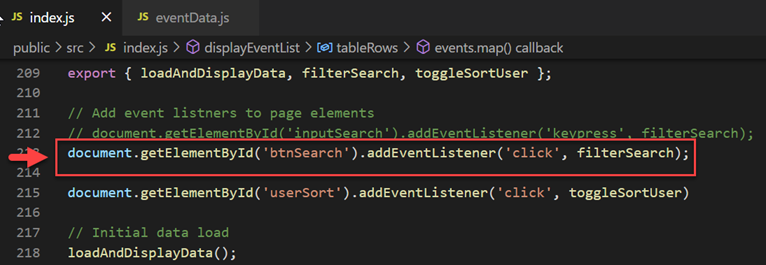 JS index.js X JS eventData.js
public > src > JS index.js > displayEventList > tableRows > events.map() callback
209 export { loadAndDisplayData, filterSearch, toggleSortUser };
210
211 // Add event listners to page elements
212 // document.getElementById('inputSearch').addEventListener('keypress', filterSearch);
213 document.getElementById('btnSearch').addEventListener('click', filterSearch);
214
215 document.getElementById('userSort').addEventListener('click', toggleSortUser)
216
217 // Initial data load
218 loadAndDisplayData();